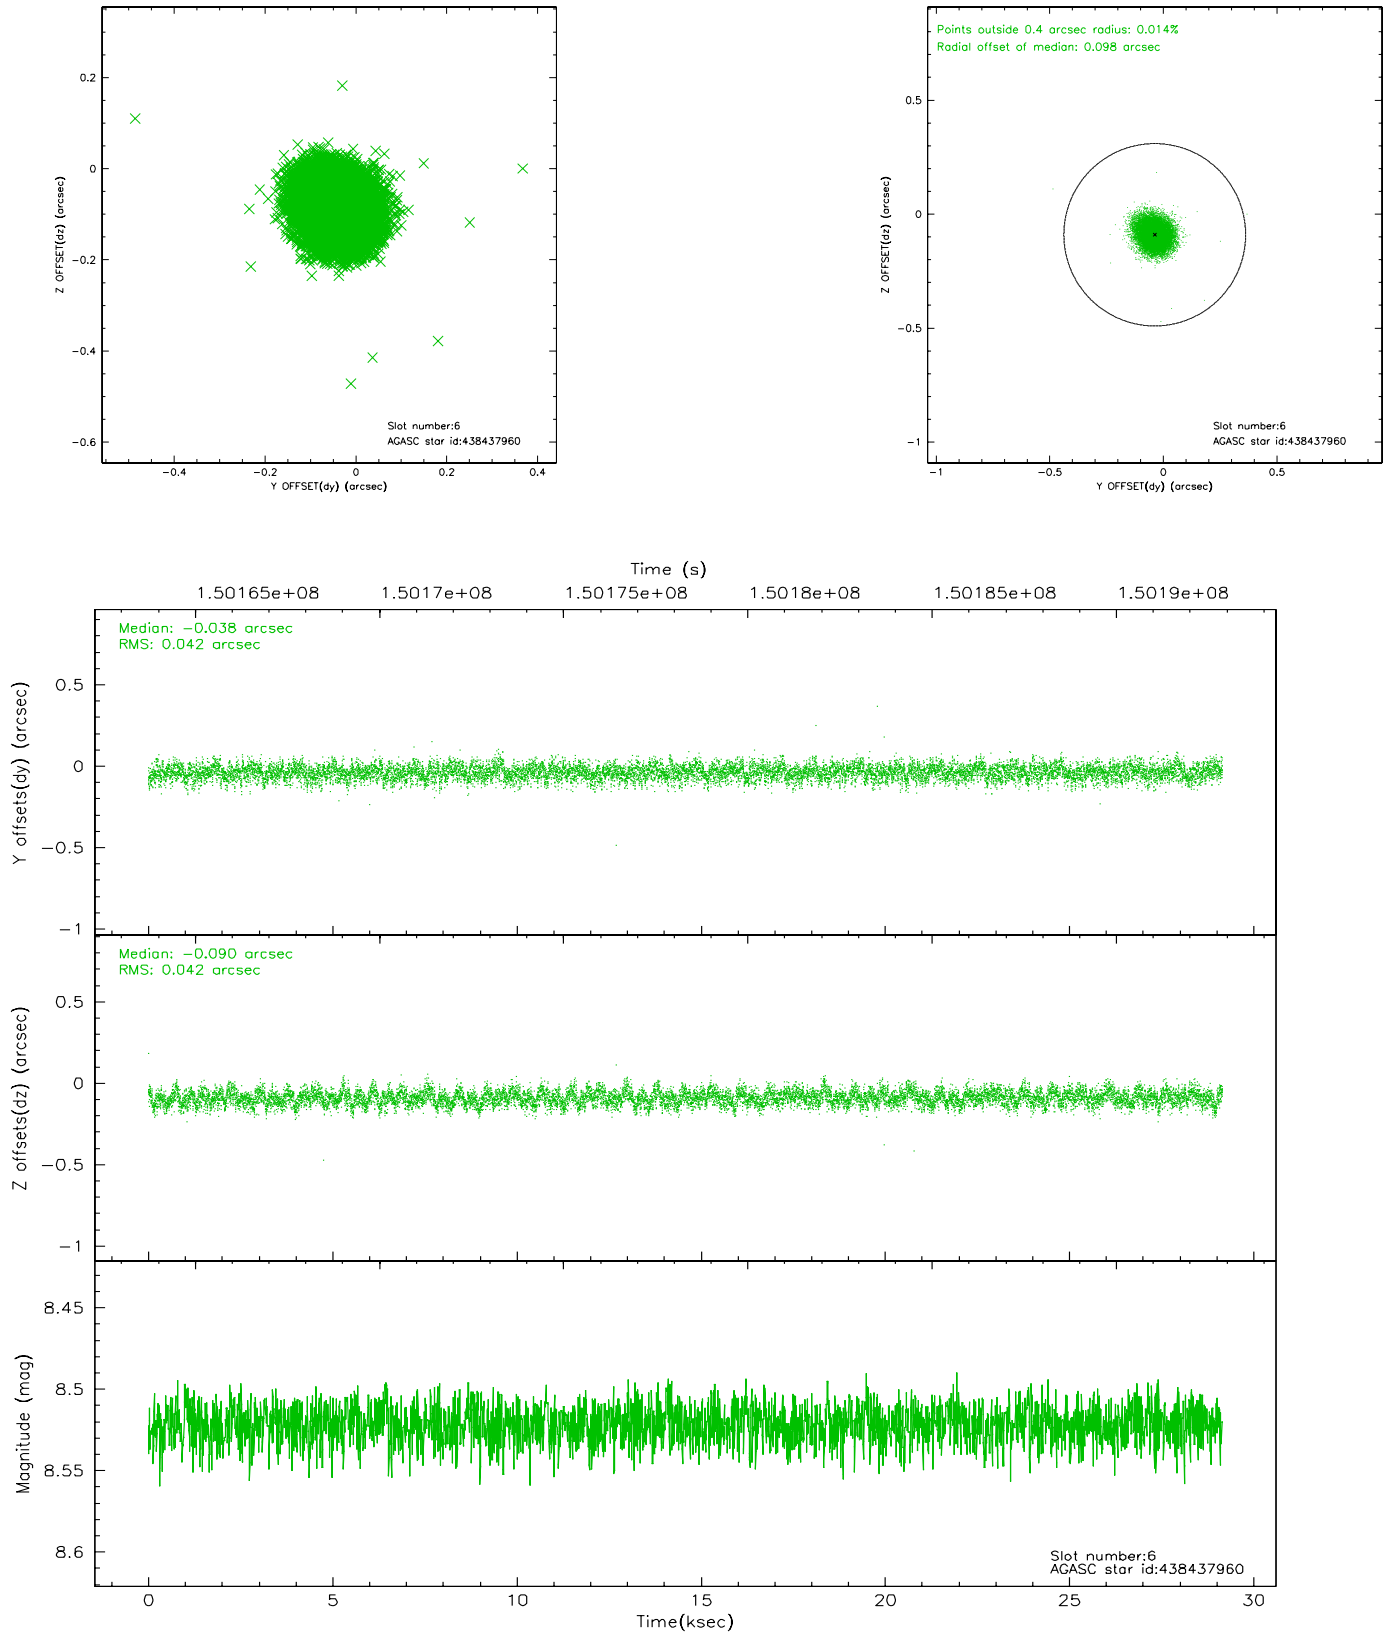 0.2
0
−0.2
−0.4
−0.6
Z OFFSET(dz) (arcsec)
−0.4
−0.2
0
0.2
0.4
Y OFFSET(dy) (arcsec)
Slot number:6
AGASC star id:438437960
Points outside 0.4 arcsec radius: 0.014%
Radial offset of median: 0.098 arcsec
0.5
0
−0.5
−1
Z OFFSET(dz) (arcsec)
−1
−0.5
0
0.5
Y OFFSET(dy) (arcsec)
Slot number:6
AGASC star id:438437960
Time (s)
1.50165e+08
1.5017e+08
1.50175e+08
1.5018e+08
1.50185e+08
1.5019e+08
Median: −0.038 arcsec
RMS: 0.042 arcsec
0.5
0
−0.5
−1
Y offsets(dy) (arcsec)
Median: −0.090 arcsec
RMS: 0.042 arcsec
0.5
0
−0.5
−1
Z offsets(dz) (arcsec)
8.45
8.5
8.55
8.6
Magnitude (mag)
Slot number:6
AGASC star id:438437960
0
5
10
15
20
25
30
Time(ksec)